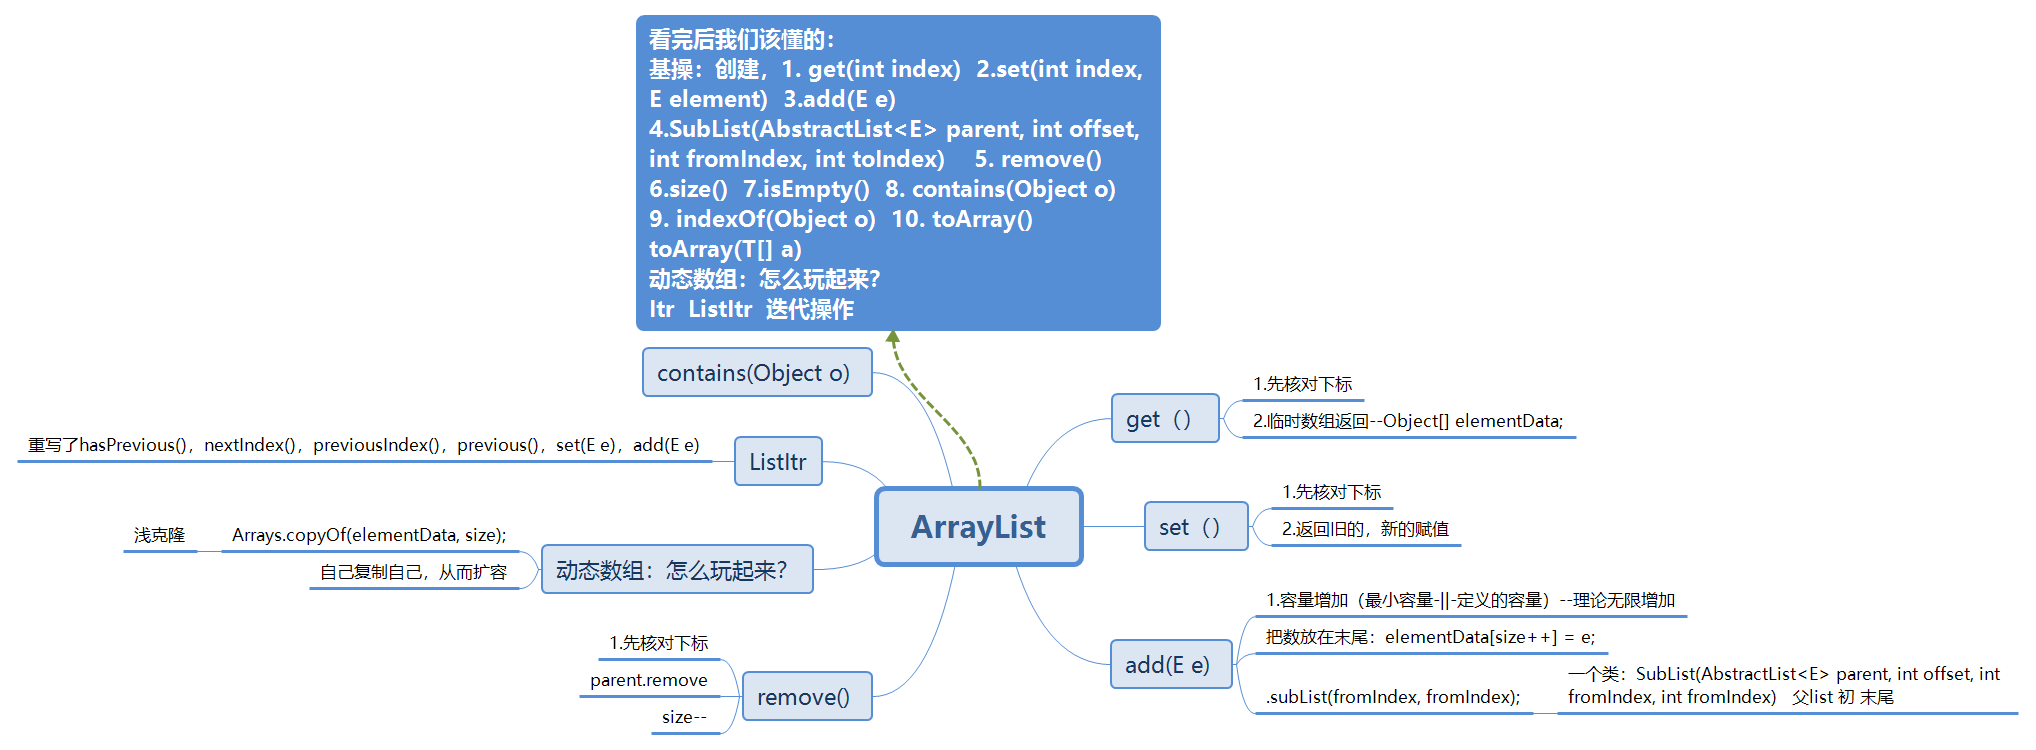 看完后我们该懂的：
基操：创建，1. get(int index)  2.set(int index,
E element)  3.add(E e)
4.SubList(AbstractList<E> parent, int offset,
int fromIndex, int toIndex)    5. remove()
6.size()  7.isEmpty()  8. contains(Object o)
9. indexOf(Object o)  10. toArray()
toArray(T[] a)
动态数组：怎么玩起来？
Itr  ListItr  迭代操作
contains(Object o)
重写了hasPrevious()，nextIndex()，previousIndex()，previous()，set(E e)，add(E e)
ListItr
浅克隆
Arrays.copyOf(elementData, size);
自己复制自己，从而扩容
动态数组：怎么玩起来？
1.先核对下标
parent.remove
size--
remove()
ArrayList
get（）
1.先核对下标
2.临时数组返回--Object[] elementData;
set（）
1.先核对下标
2.返回旧的，新的赋值
add(E e)
1.容量增加（最小容量-||-定义的容量）--理论无限增加
把数放在末尾：elementData[size++] = e;
.subList(fromIndex, fromIndex);
一个类：SubList(AbstractList<E> parent, int offset, int
fromIndex, int fromIndex)   父list 初 末尾